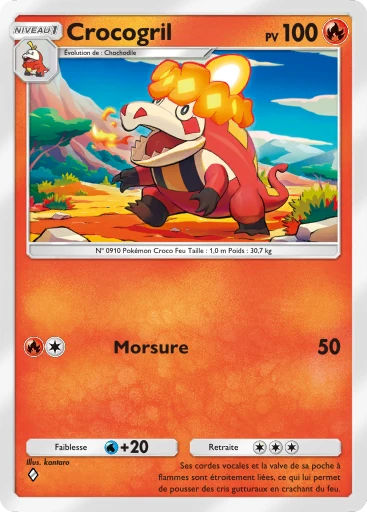 NIVEAU 1
Crocogril
PV 100
Évolution de : Chochodile
N° 0910 Pokémon Croco Feu Taille : 1,0 m Poids : 30,7 kg
Morsure 50
Faiblesse +20 Retraite
Illus. kantaro
Ses cordes vocales et la valve de sa poche à
flammes sont étroitement liées, ce qui lui permet
de pousser des cris gutturaux en crachant du feu.